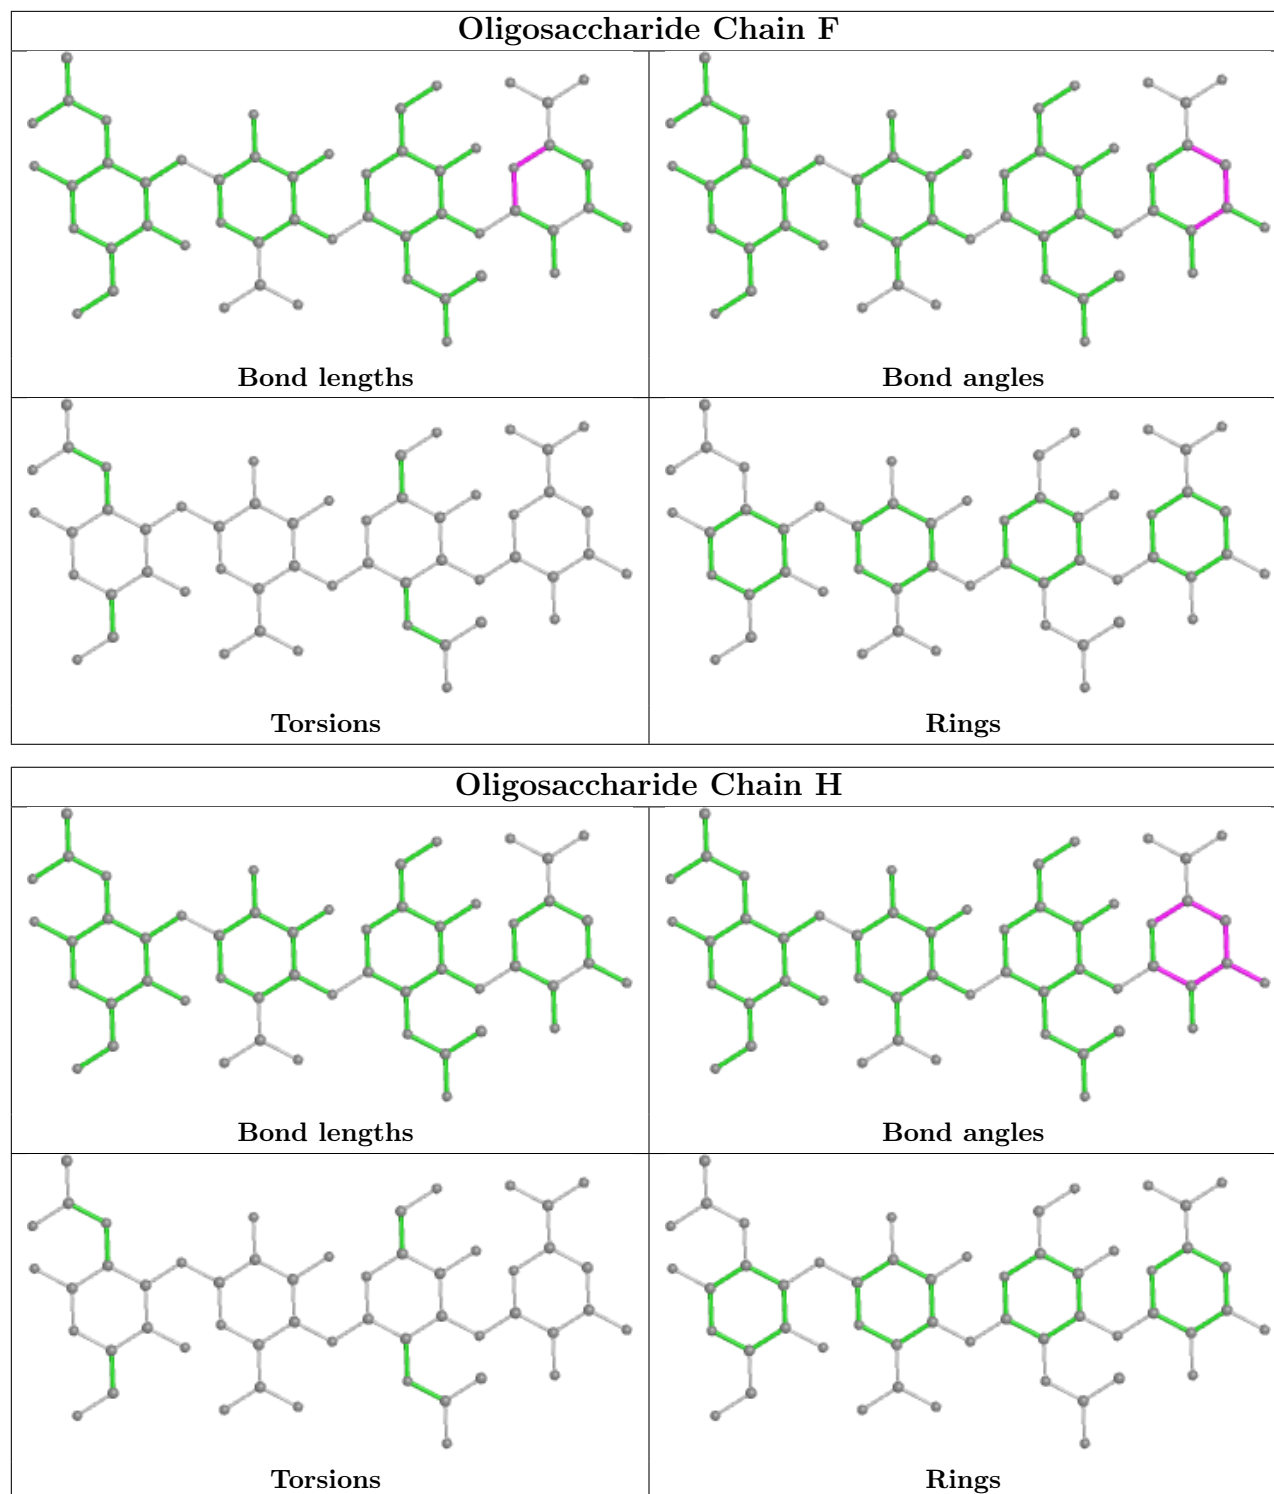 Oligosaccharide Chain F
Bond lengths
Bond angles
Torsions
Rings
Oligosaccharide Chain H
Bond lengths
Bond angles
Torsions
Rings